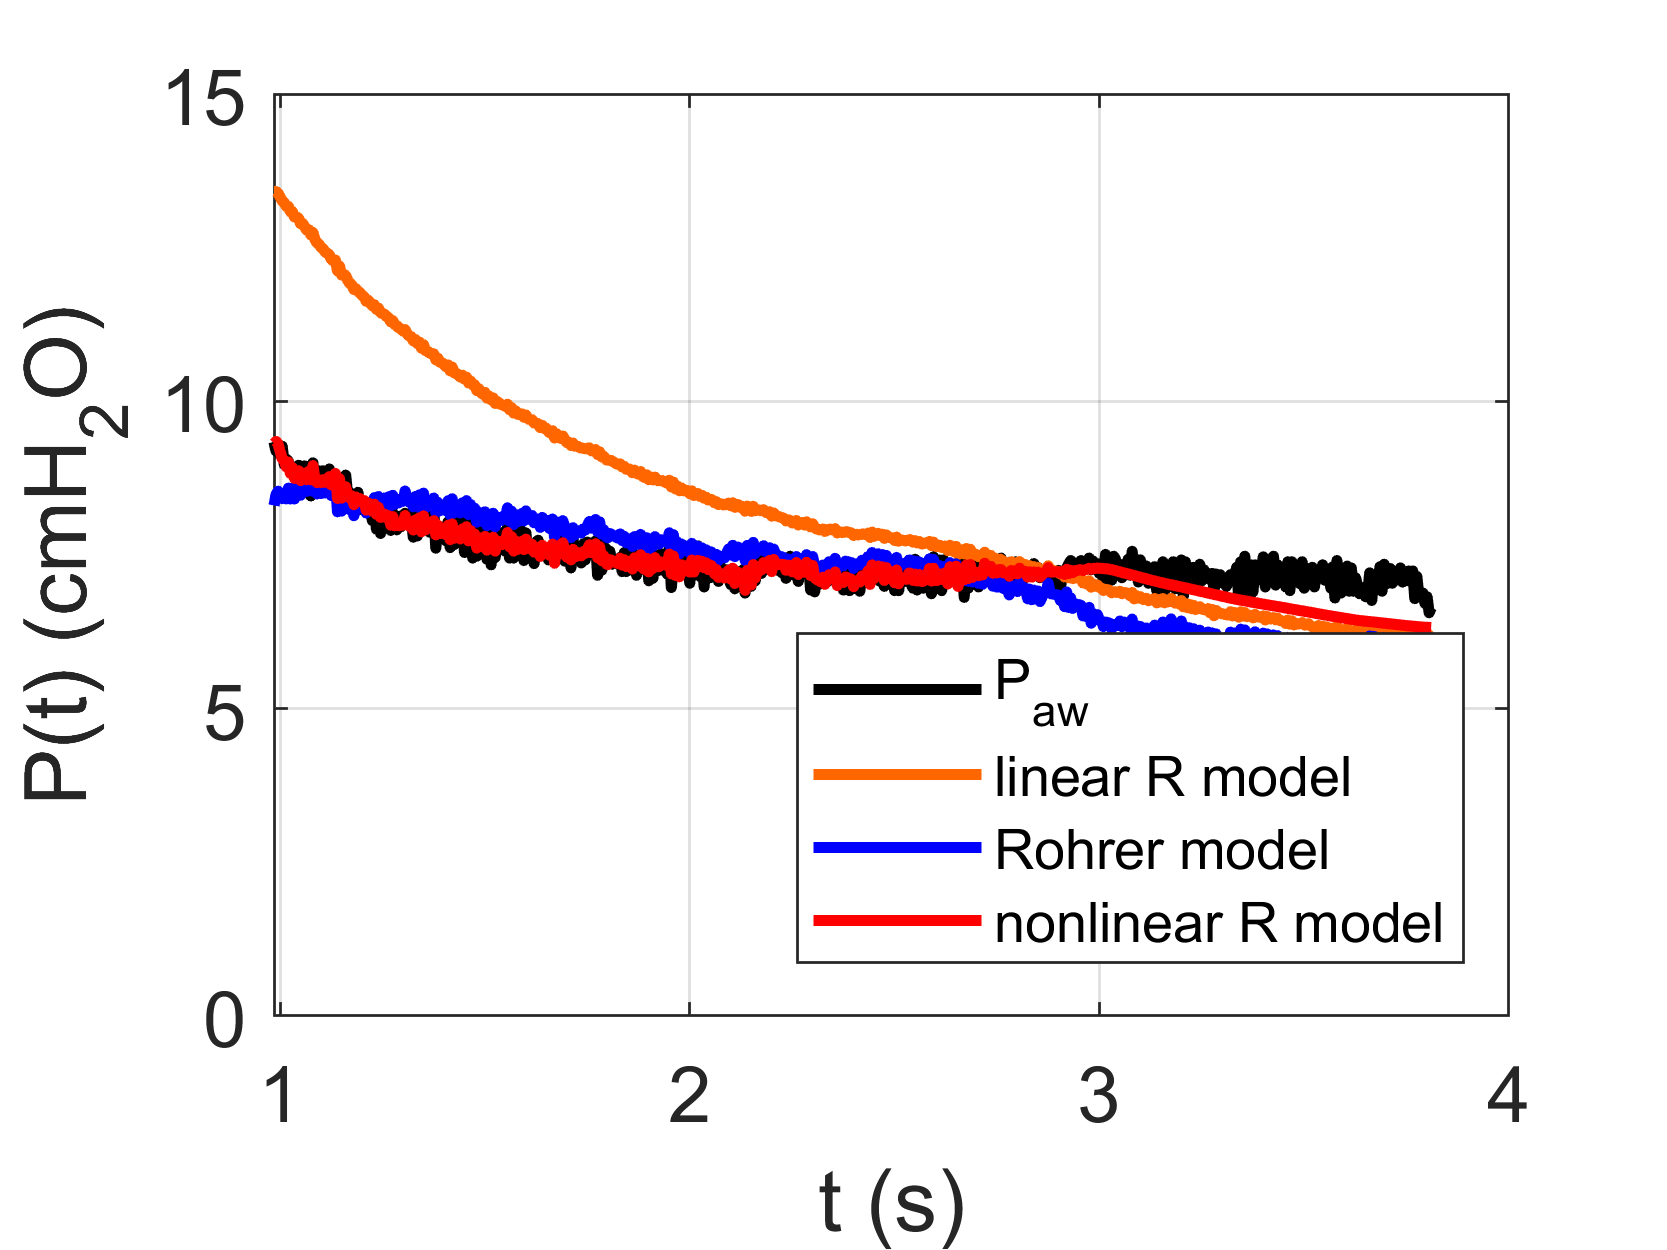 15
10
5
0
P(t) (cmH2O)
1 2 3 4
t (s)
Paw
linear R model
Rohrer model
nonlinear R model